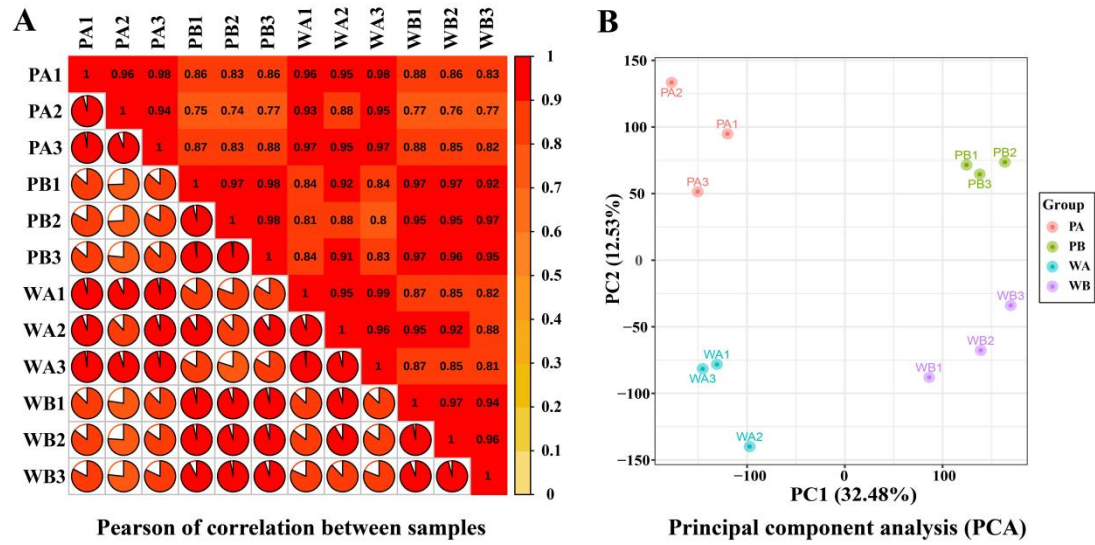 A
PA1 PA2 PA3 PB1 PB2 PB3 WA1 WA2 WA3 WB1 WB2 WB3
PA1 1 0.96 0.98 0.86 0.83 0.86 0.96 0.95 0.98 0.88 0.86 0.83
PA2 1 0.94 0.75 0.74 0.77 0.93 0.88 0.95 0.77 0.76 0.77
PA3 1 0.87 0.83 0.88 0.97 0.95 0.97 0.88 0.85 0.82
PB1 1 0.97 0.98 0.84 0.92 0.84 0.97 0.97 0.92
PB2 1 0.98 0.81 0.88 0.8 0.95 0.95 0.97
PB3 1 0.84 0.91 0.83 0.97 0.96 0.95
WA1 1 0.95 0.99 0.87 0.85 0.82
WA2 1 0.96 0.95 0.92 0.88
WA3 1 0.87 0.85 0.81
WB1 1 0.97 0.94
WB2 1 0.96
WB3 1
1
0.9
0.8
0.7
0.6
0.5
0.4
0.3
0.2
0.1
0
Pearson of correlation between samples
B
PC2 (12.53%)
150
100
50
0
−50
−100
−150
PA2
PA1
PA3
PB1
PB2
PB3
WB3
WB2
WB1
WA1
WA3
WA2
−100 0 100
PC1 (32.48%)
Group
PA
PB
WA
WB
Principal component analysis (PCA)